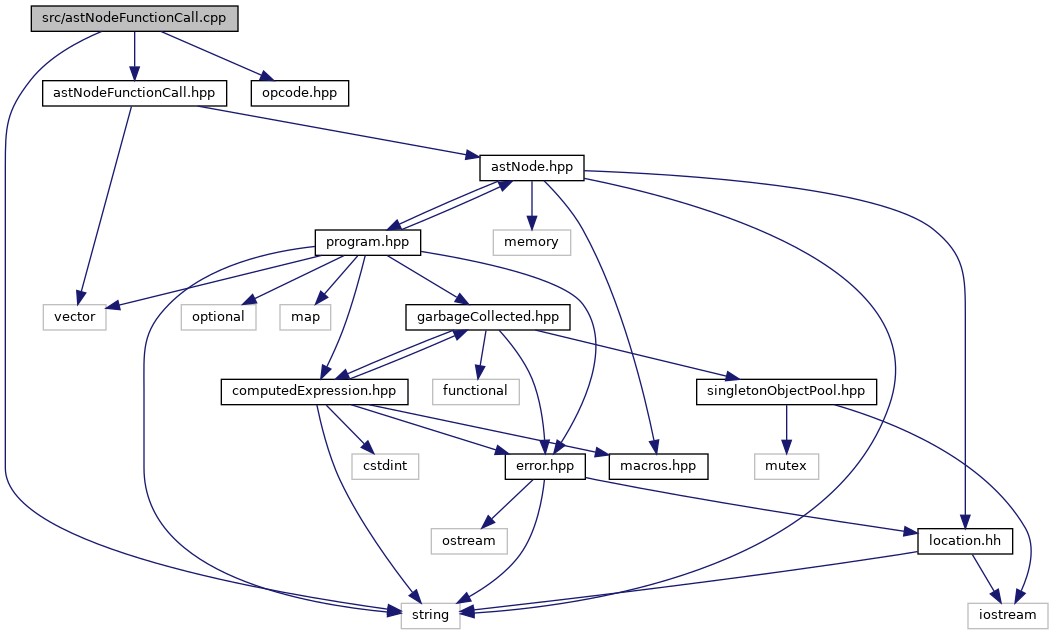 src/astNodeFunctionCall.cpp
astNodeFunctionCall.hpp
opcode.hpp
astNode.hpp
program.hpp
memory
vector
optional
map
garbageCollected.hpp
computedExpression.hpp
functional
singletonObjectPool.hpp
cstdint
error.hpp
macros.hpp
mutex
ostream
location.hh
string
iostream